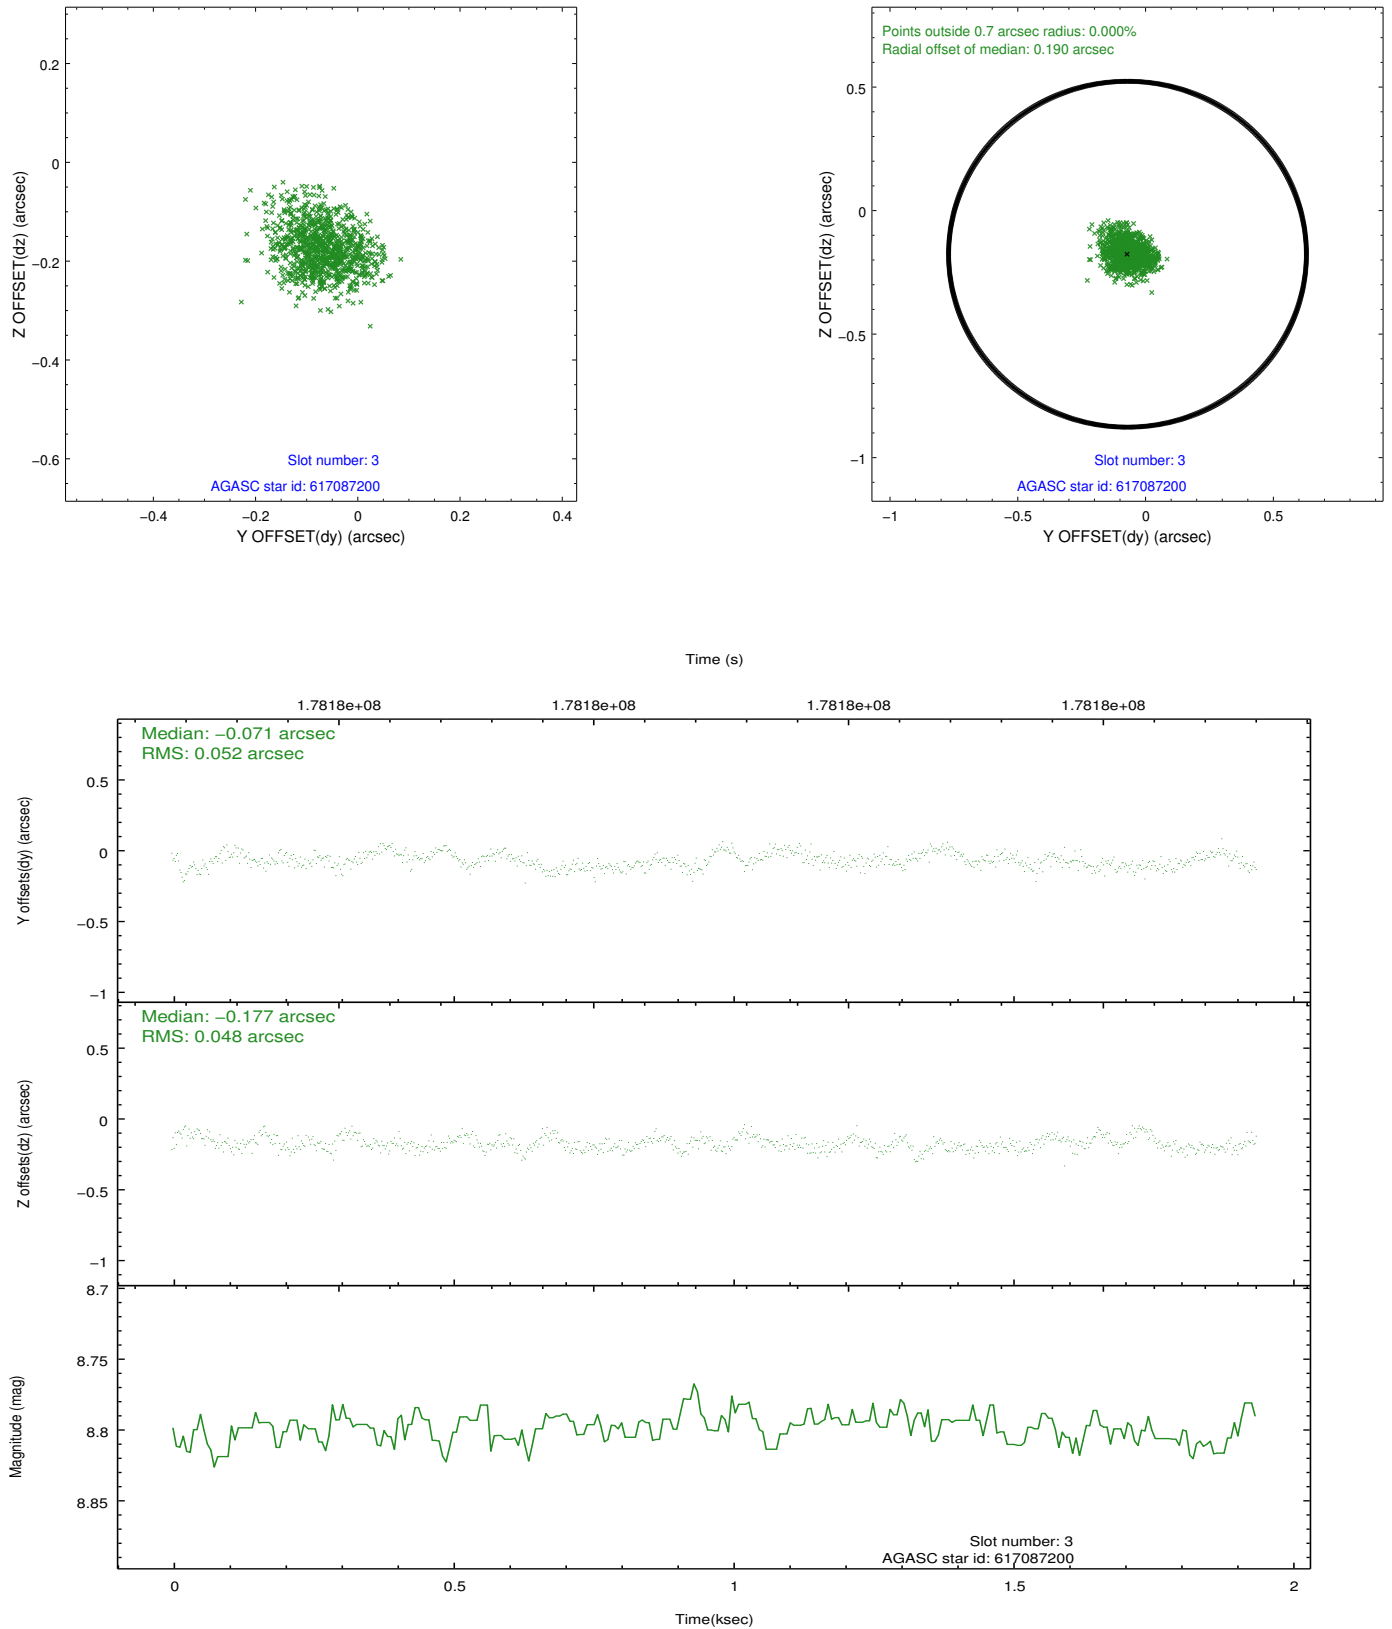 0.2
0
−0.2
−0.4
−0.6
Z OFFSET(dz) (arcsec)
Slot number: 3
AGASC star id: 617087200
−0.4
−0.2
0
0.2
0.4
Y OFFSET(dy) (arcsec)
Points outside 0.7 arcsec radius: 0.000%
Radial offset of median: 0.190 arcsec
0.5
0
−0.5
−1
Z OFFSET(dz) (arcsec)
Slot number: 3
AGASC star id: 617087200
−1
−0.5
0
0.5
Y OFFSET(dy) (arcsec)
Time (s)
1.7818e+08
1.7818e+08
1.7818e+08
1.7818e+08
Median: −0.071 arcsec
RMS: 0.052 arcsec
0.5
0
−0.5
−1
Y offsets(dy) (arcsec)
Median: −0.177 arcsec
RMS: 0.048 arcsec
0.5
0
−0.5
−1
Z offsets(dz) (arcsec)
8.7
8.75
8.8
8.85
Magnitude (mag)
Slot number: 3
AGASC star id: 617087200
0
0.5
1
1.5
2
Time(ksec)